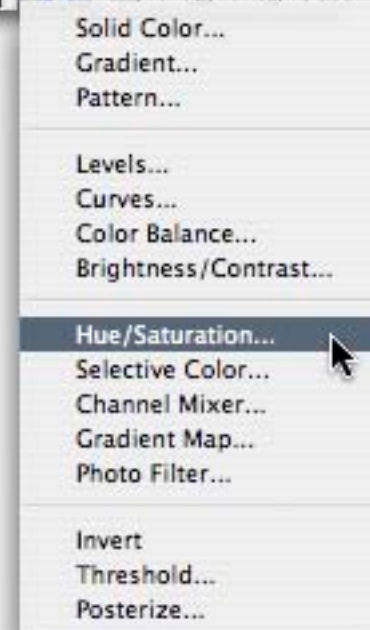 Solid Color...
Gradient...
Pattern...
Levels...
Curves...
Color Balance...
Brightness/Contrast...
Hue/Saturation...
Selective Color...
Channel Mixer...
Gradient Map...
Photo Filter...
Invert
Threshold...
Posterize...